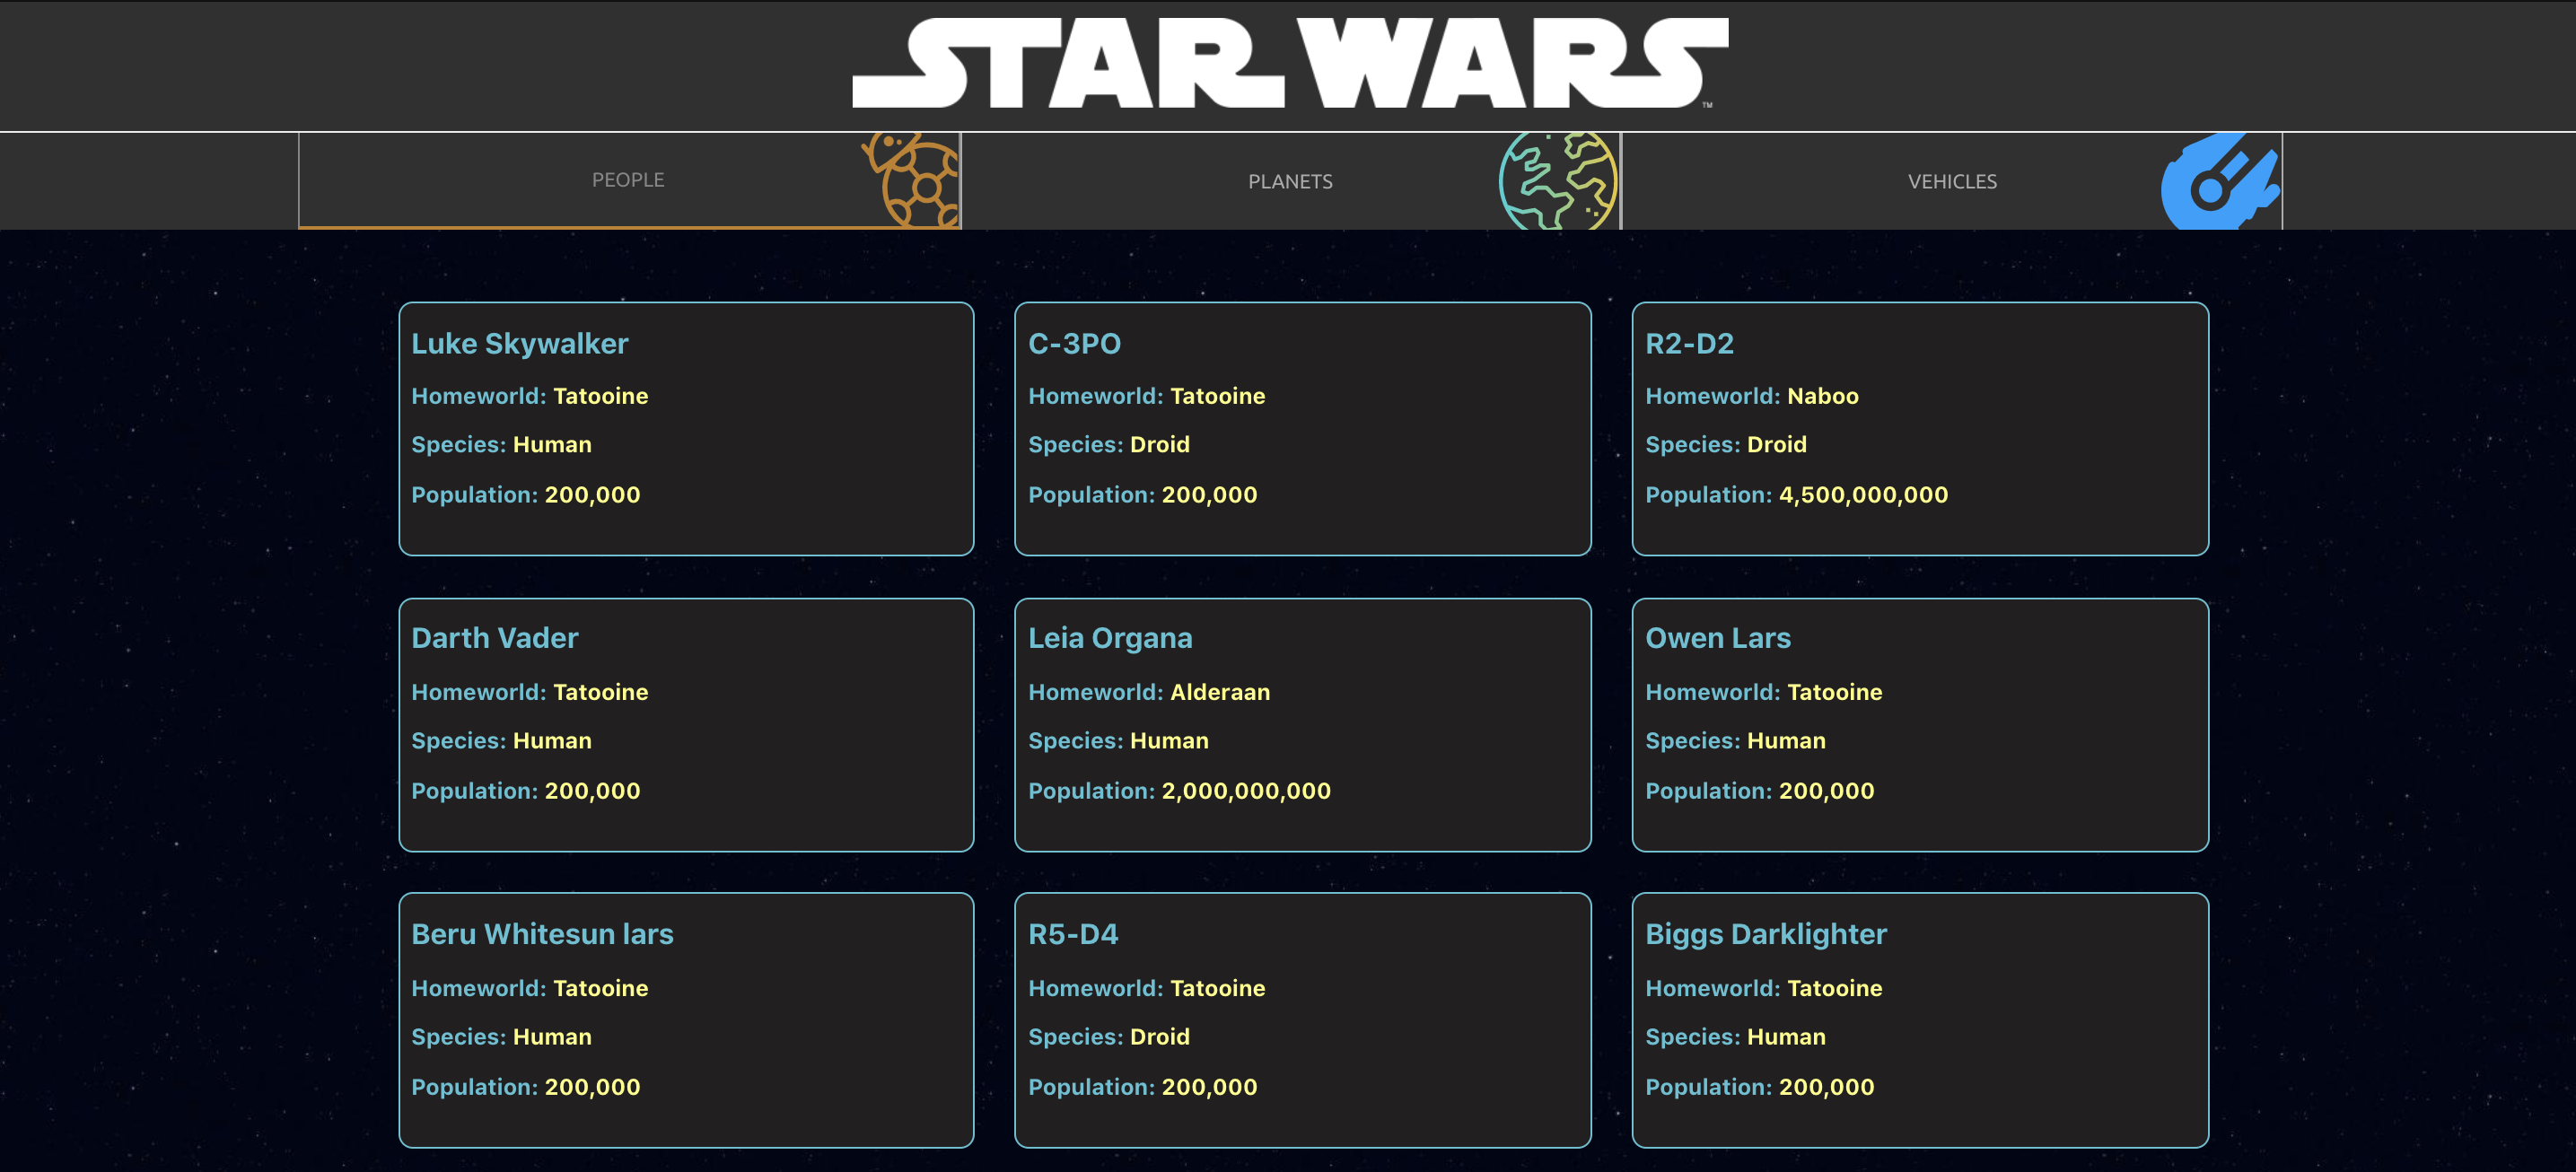 STAR WARS
TM
PEOPLE
PLANETS
VEHICLES
Luke Skywalker
Homeworld: Tatooine
Species: Human
Population: 200,000
C-3PO
Homeworld: Tatooine
Species: Droid
Population: 200,000
R2-D2
Homeworld: Naboo
Species: Droid
Population: 4,500,000,000
Darth Vader
Homeworld: Tatooine
Species: Human
Population: 200,000
Leia Organa
Homeworld: Alderaan
Species: Human
Population: 2,000,000,000
Owen Lars
Homeworld: Tatooine
Species: Human
Population: 200,000
Beru Whitesun lars
Homeworld: Tatooine
Species: Human
Population: 200,000
R5-D4
Homeworld: Tatooine
Species: Droid
Population: 200,000
Biggs Darklighter
Homeworld: Tatooine
Species: Human
Population: 200,000